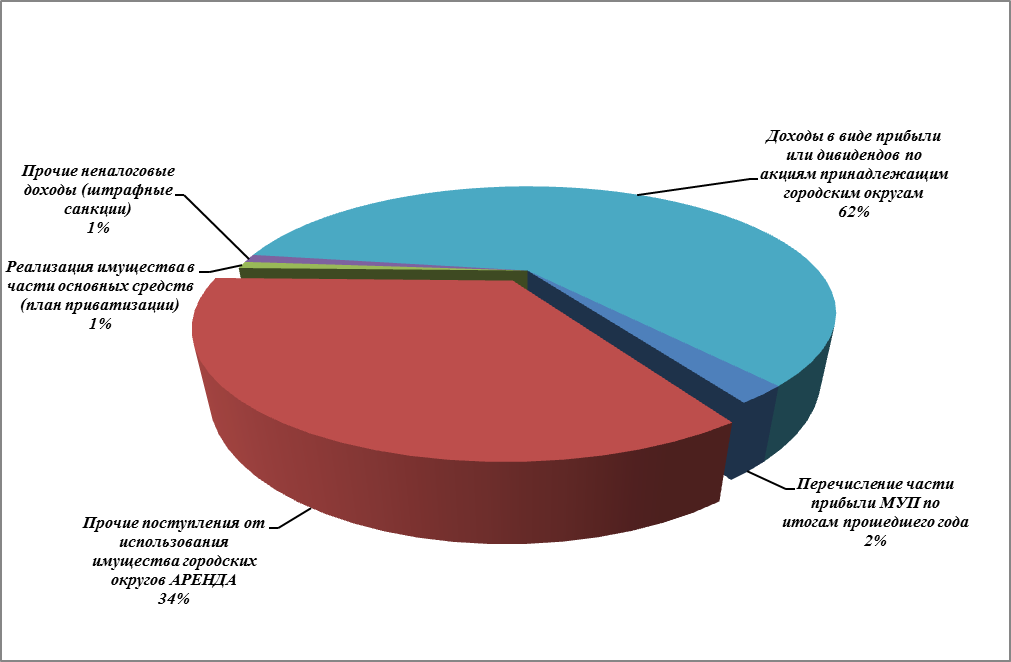 Доходы в виде прибыли
или дивидендов по
акциям принадлежащим
городским округам
62%
Прочие неналоговые
доходы (штрафные
санкции)
1%
Реализация имущества в
части основных средств
(план приватизации)
1%
Перечисление части
прибыли МУП по
итогам прошедшего года
2%
Прочие поступления от
использования
имущества городских
округов АРЕНДА
34%